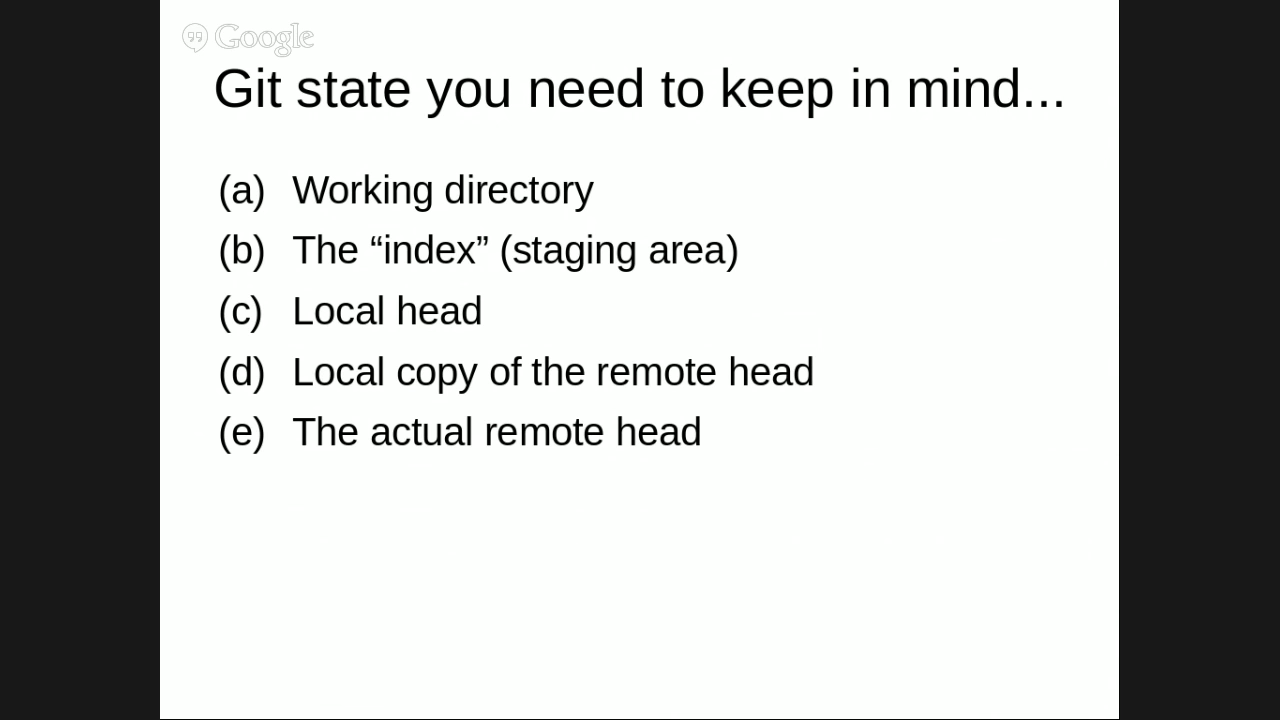 Google
Git state you need to keep in mind...
(a) Working directory
(b) The “index” (staging area)
(c) Local head
(d) Local copy of the remote head
(e) The actual remote head